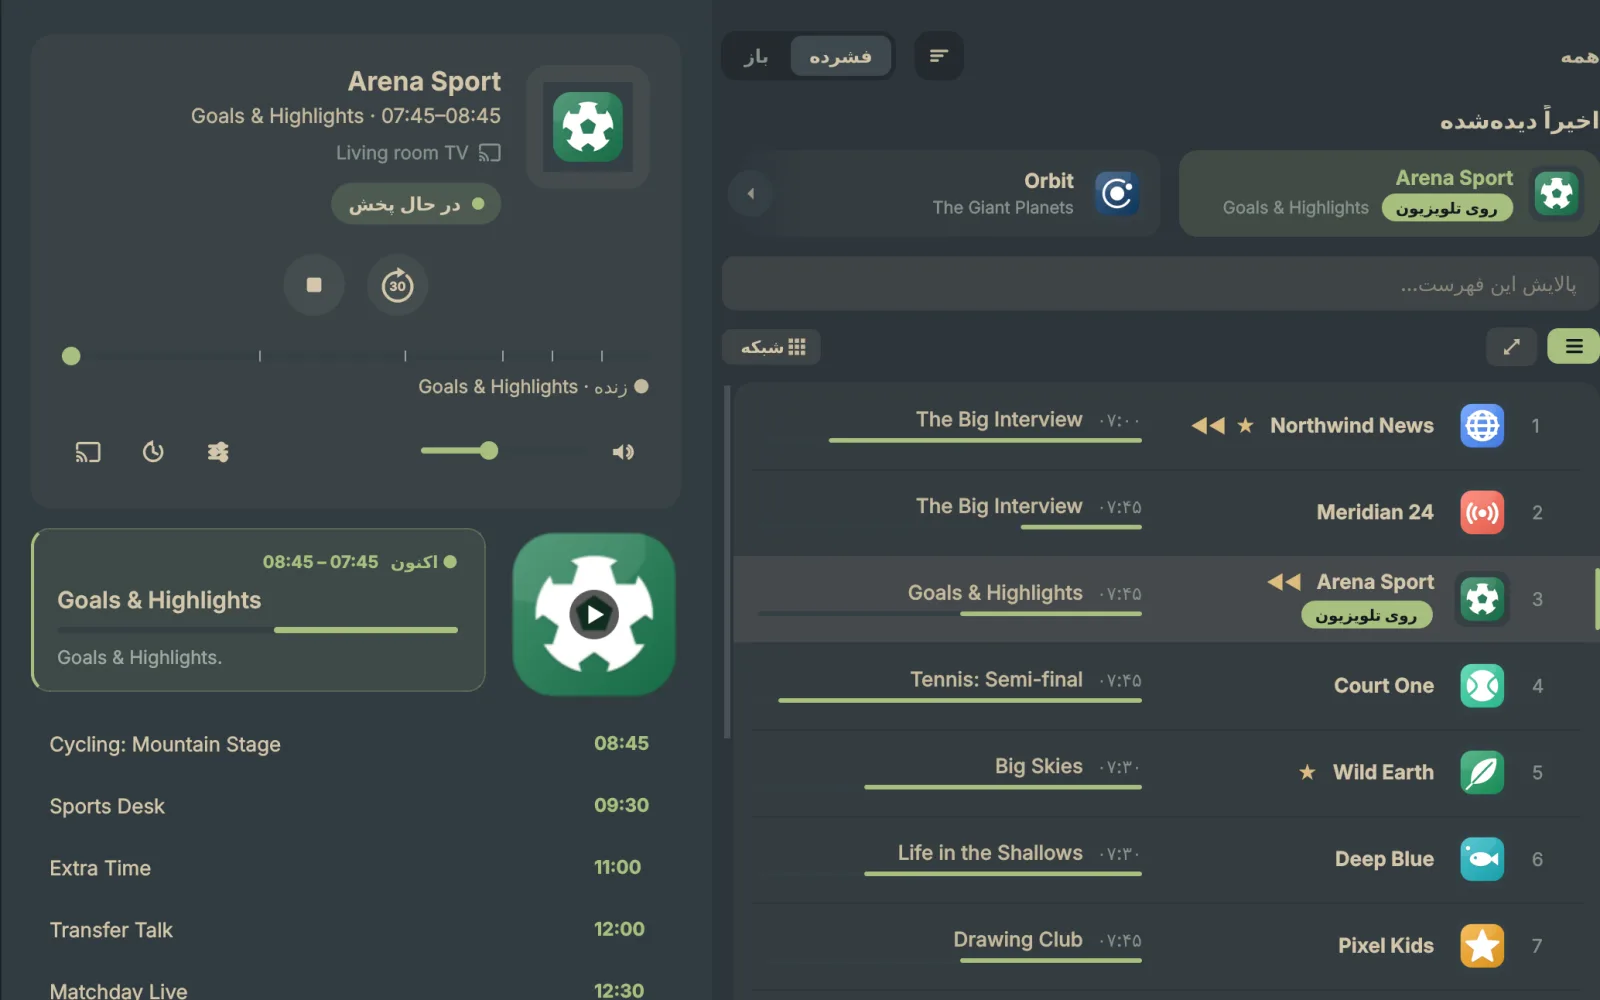 همه
فشرده
باز
اخیراً دیده‌شده
Arena Sport
روی تلویزیون
Goals & Highlights
Orbit
The Giant Planets
پالایش این فهرست...
شبکه
1
Northwind News
۰۷:۰۰
The Big Interview
2
Meridian 24
۰۷:۴۵
The Big Interview
3
Arena Sport
روی تلویزیون
۰۷:۴۵
Goals & Highlights
4
Court One
۰۷:۴۵
Tennis: Semi-final
5
Wild Earth
۰۷:۳۰
Big Skies
6
Deep Blue
۰۷:۳۰
Life in the Shallows
7
Pixel Kids
۰۷:۴۵
Drawing Club
Arena Sport
Goals & Highlights · 07:45–08:45
Living room TV
در حال پخش
30
زنده · Goals & Highlights
اکنون 07:45 – 08:45
Goals & Highlights
Goals & Highlights.
Cycling: Mountain Stage
08:45
Sports Desk
09:30
Extra Time
11:00
Transfer Talk
12:00
Matchday Live
12:30